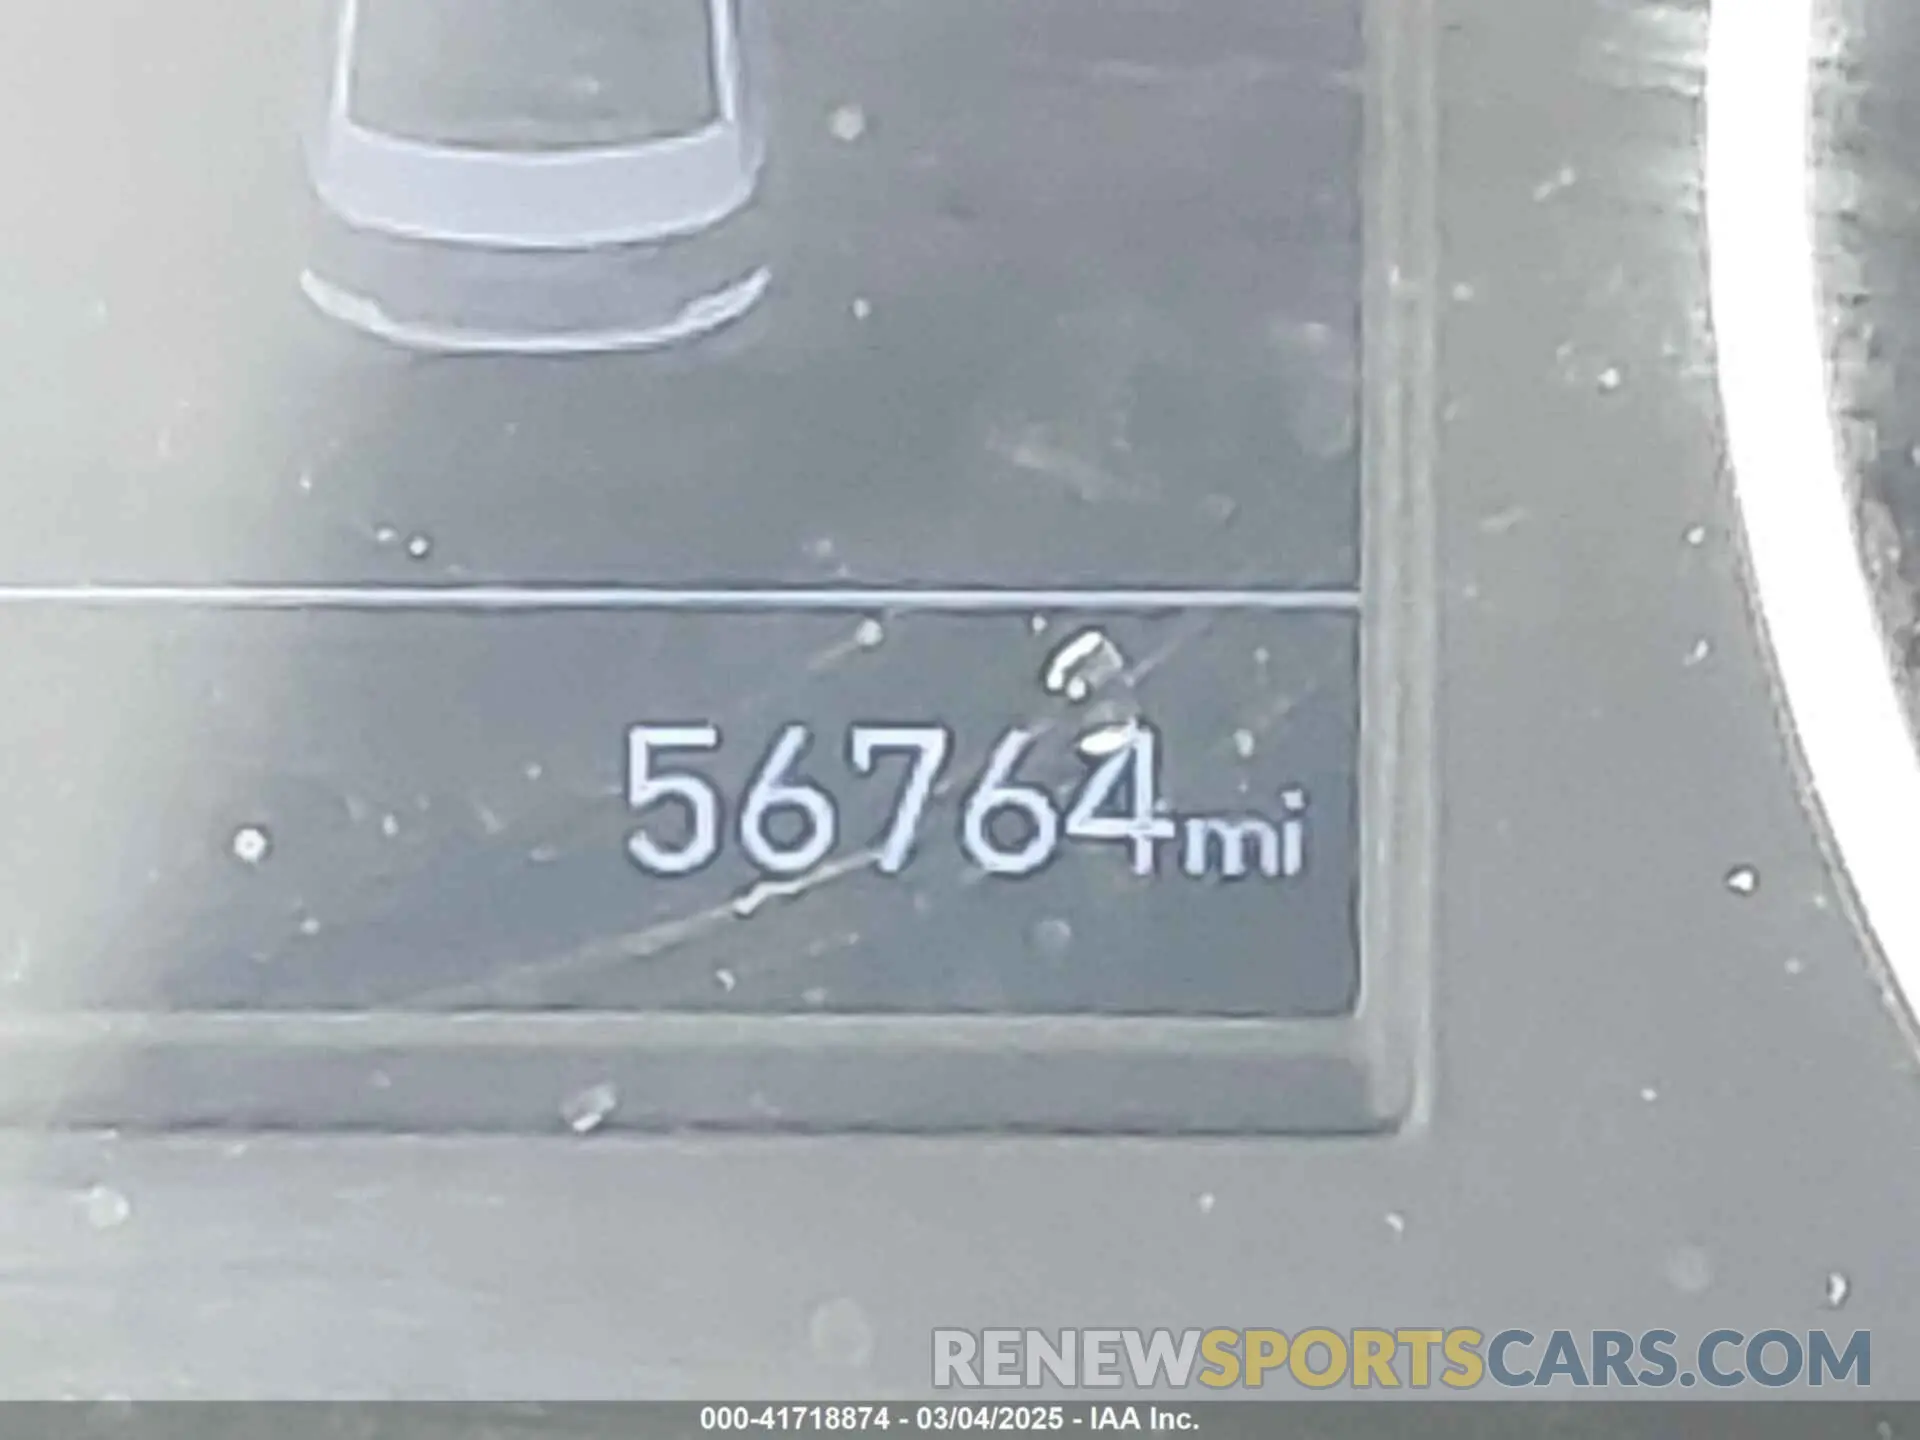 56764mi
RENEWSPORTSCARS.COM
000-41718874 - 03/04/2025 - IAA Inc.